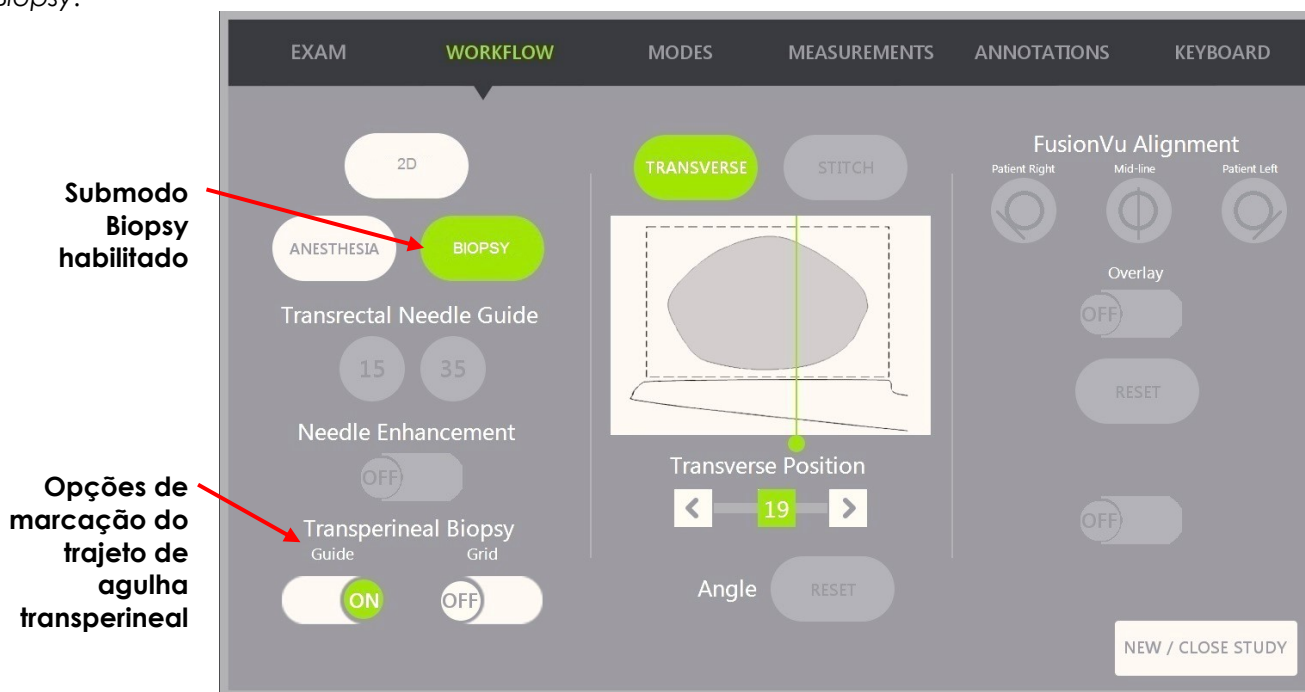 Biopsy.
EXAM WORKFLOW MODES MEASUREMENTS ANNOTATIONS KEYBOARD
Submodo
Biopsy
habilitado
2D
ANESTHESIA BIOPSY
Transrectal Needle Guide
15 35
Needle Enhancement
OFF
Opções de
marcação do
trajeto de
agulha
transperineal
Transperineal Biopsy
Guide Grid
ON OFF
TRANSVERSE STITCH
Transverse Position
< 19 >
Angle RESET
FusionVu Alignment
Patient Right Mid-line Patient Left
Overlay
OFF
RESET
OFF
NEW / CLOSE STUDY